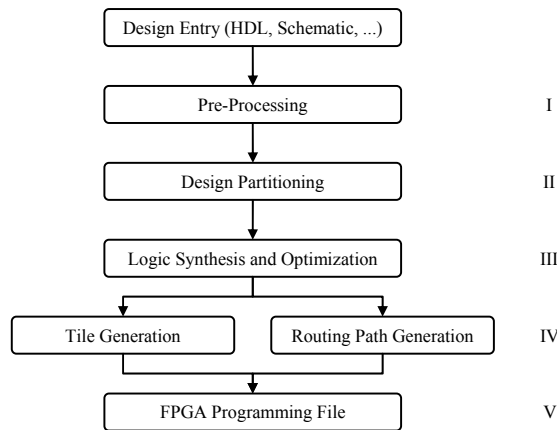 Design Entry (HDL, Schematic, ...)
Pre-Processing I
Design Partitioning II
Logic Synthesis and Optimization III
Tile Generation Routing Path Generation IV
FPGA Programming File V